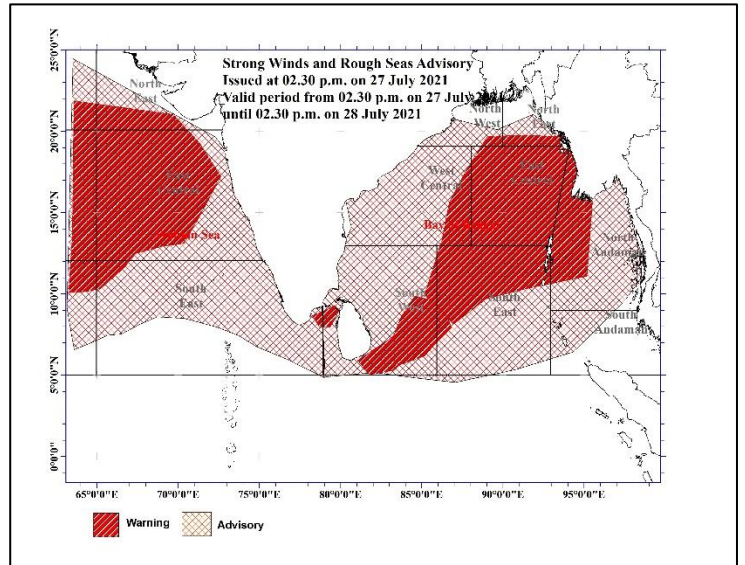 Strong Winds and Rough Seas Advisory
Issued at 02.30 p.m. on 27 July 2021
Valid period from 02.30 p.m. on 27 July 2
until 02.30 p.m. on 28 July 2021
25°0'0"N
20°0'0"N
15°0'0"N
10°0'0"N
5°0'0"N
0°0'0"
North
East
North
West
North
East
East
Central
West
Central
East
Central
Sea
South
East
South
West
South
East
North
Andaman
South
Andaman
65°0'0"E
70°0'0"E
75°0'0"E
80°0'0"E
85°0'0"E
90°0'0"E
95°0'0"E
Warning
Advisory